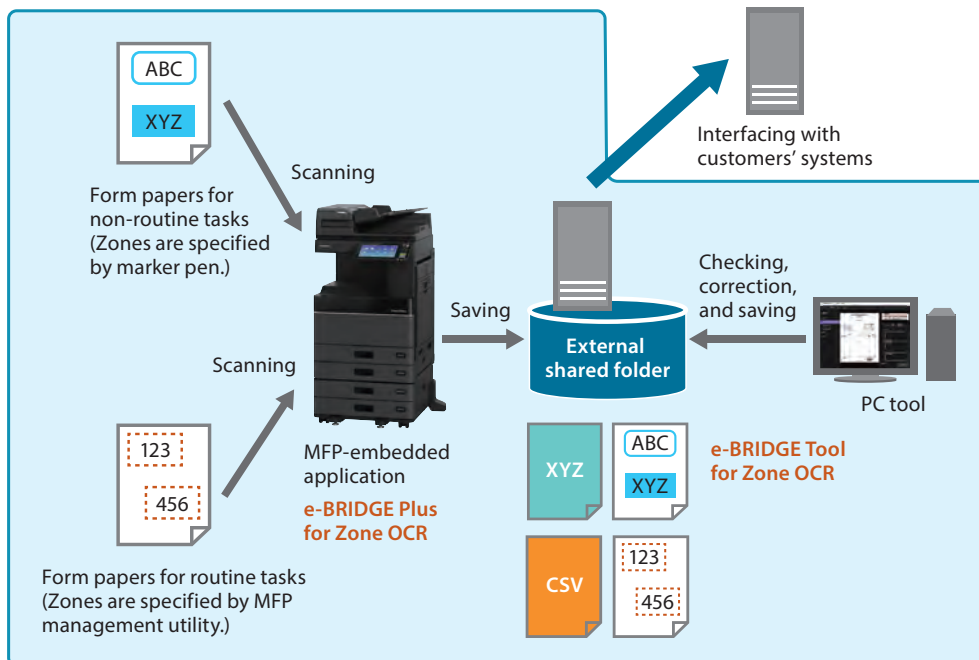 ABC
XYZ
Form papers for
non-routine tasks
(Zones are specified
by marker pen.)
Scanning
Scanning
123
456
Form papers for routine tasks
(Zones are specified by MFP
management utility.)
MFP-embedded
application
e-BRIDGE Plus
for Zone OCR
Saving
External
shared folder
Interfacing with
customers’ systems
Checking,
correction,
and saving
PC tool
e-BRIDGE Tool
for Zone OCR
XYZ
ABC
XYZ
CSV
123
456